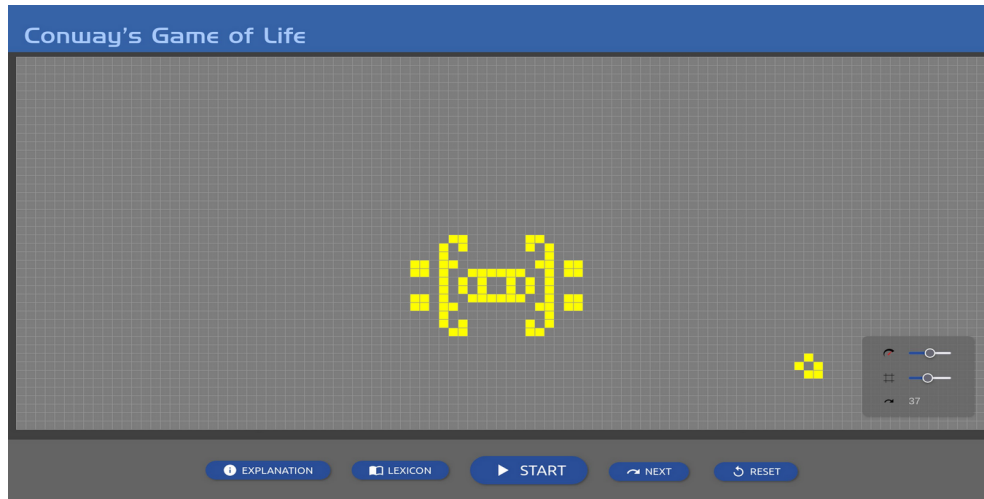 Conway's Game of Life
37
EXPLANATION
LEXICON
START
NEXT
RESET